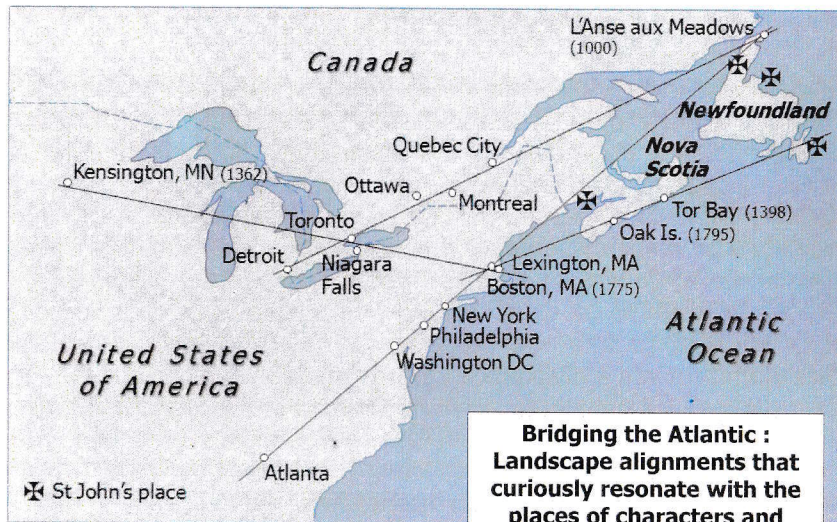 L'Anse aux Meadows
(1000)
Canada
Newfoundland
Quebec City
Nova
Scotia
Kensington, MN (1362)
Ottawa
Montreal
Toronto
Tor Bay (1398)
Oak Is. (1795)
Detroit
Niagara
Falls
Lexington, MA
Boston, MA (1775)
New York
Philadelphia
Washington DC
Atlantic
Ocean
United States
of America
Atlanta
St John's place
Bridging the Atlantic :
Landscape alignments that
curiously resonate with the
places of characters and